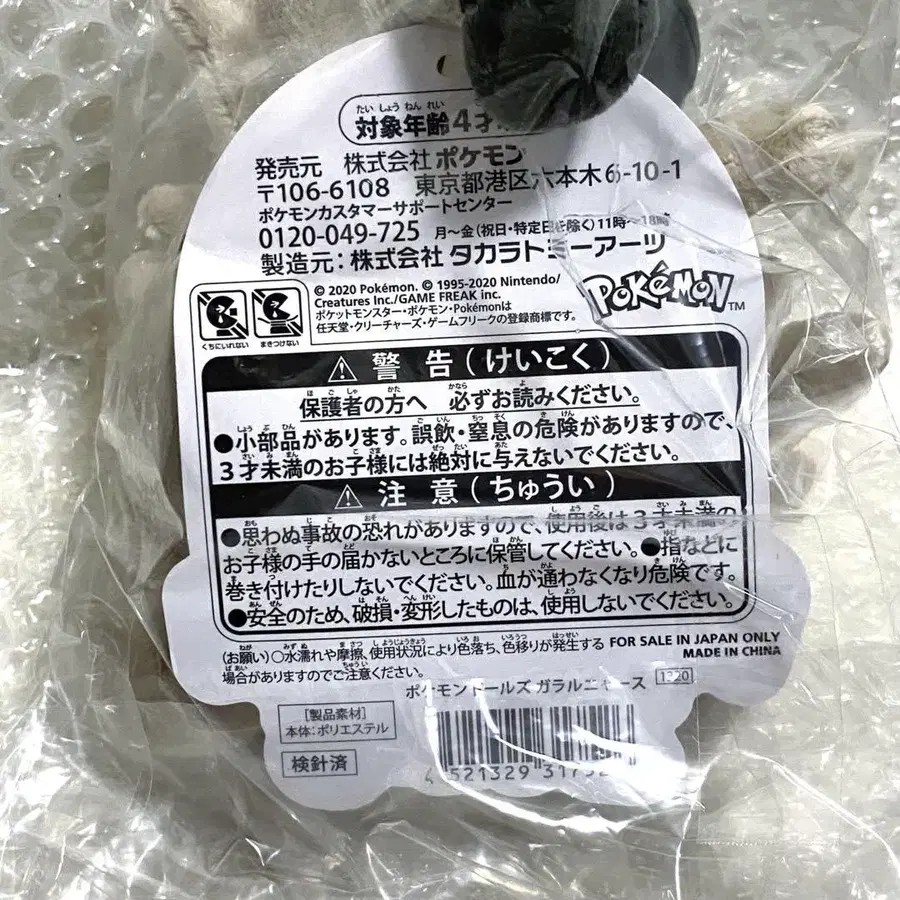 対象年齢4才
発売元 株式会社ポケモン
〒106-6108 東京都港区六本木6-10-1
ポケモンカスタマーサポートセンター
0120-049-725 月～金(祝日・特定日を除く)11時～18時
製造元:株式会社 タカラトミーアーツ
© 2020 Pokémon. © 1995-2020 Nintendo/
Creatures Inc./GAME FREAK inc.
ポケットモンスター・ポケモン・Pokémonは
任天堂・クリーチャーズ・ゲームフリークの登録商標です。
POKéMON™
くちにいれない まきつけない
⚠警告(けいこく)
保護者の方へ 必ずお読みください。
●小部品があります。誤飲・窒息の危険がありますので、
3才未満のお子様には絶対に与えないでください。
⚠注意(ちゅうい)
●思わぬ事故の恐れがありますので、使用後は3才未満の
お子様の手の届かないところに保管してください。●指などに
巻き付けたりしないでください。血が通わなくなり危険です。
●安全のため、破損・変形したものは、使用しないでください。
(お願い)○水濡れや摩擦、使用状況により色落ち、色移りが発生する
場合がありますのでご注意ください。
FOR SALE IN JAPAN ONLY
MADE IN CHINA
ポケモンドールズ ガラルニャース 1320
[製品素材]
本体:ポリエステル
検針済
4 521329